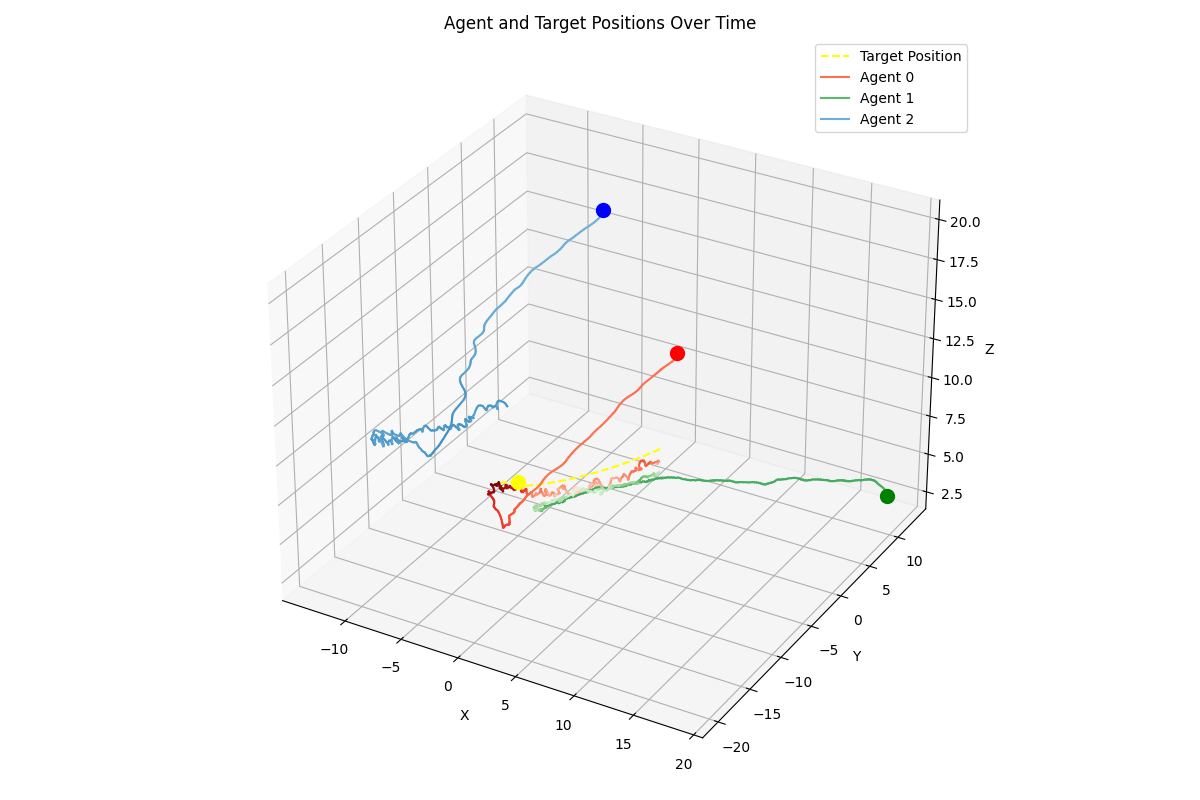 Agent and Target Positions Over Time
Target Position
Agent 0
Agent 1
Agent 2
20.0
17.5
15.0
12.5
Z
10.0
7.5
5.0
2.5
10
5
0
−5
Y
−10
−15
−20
−10
−5
0
5
X
10
15
20